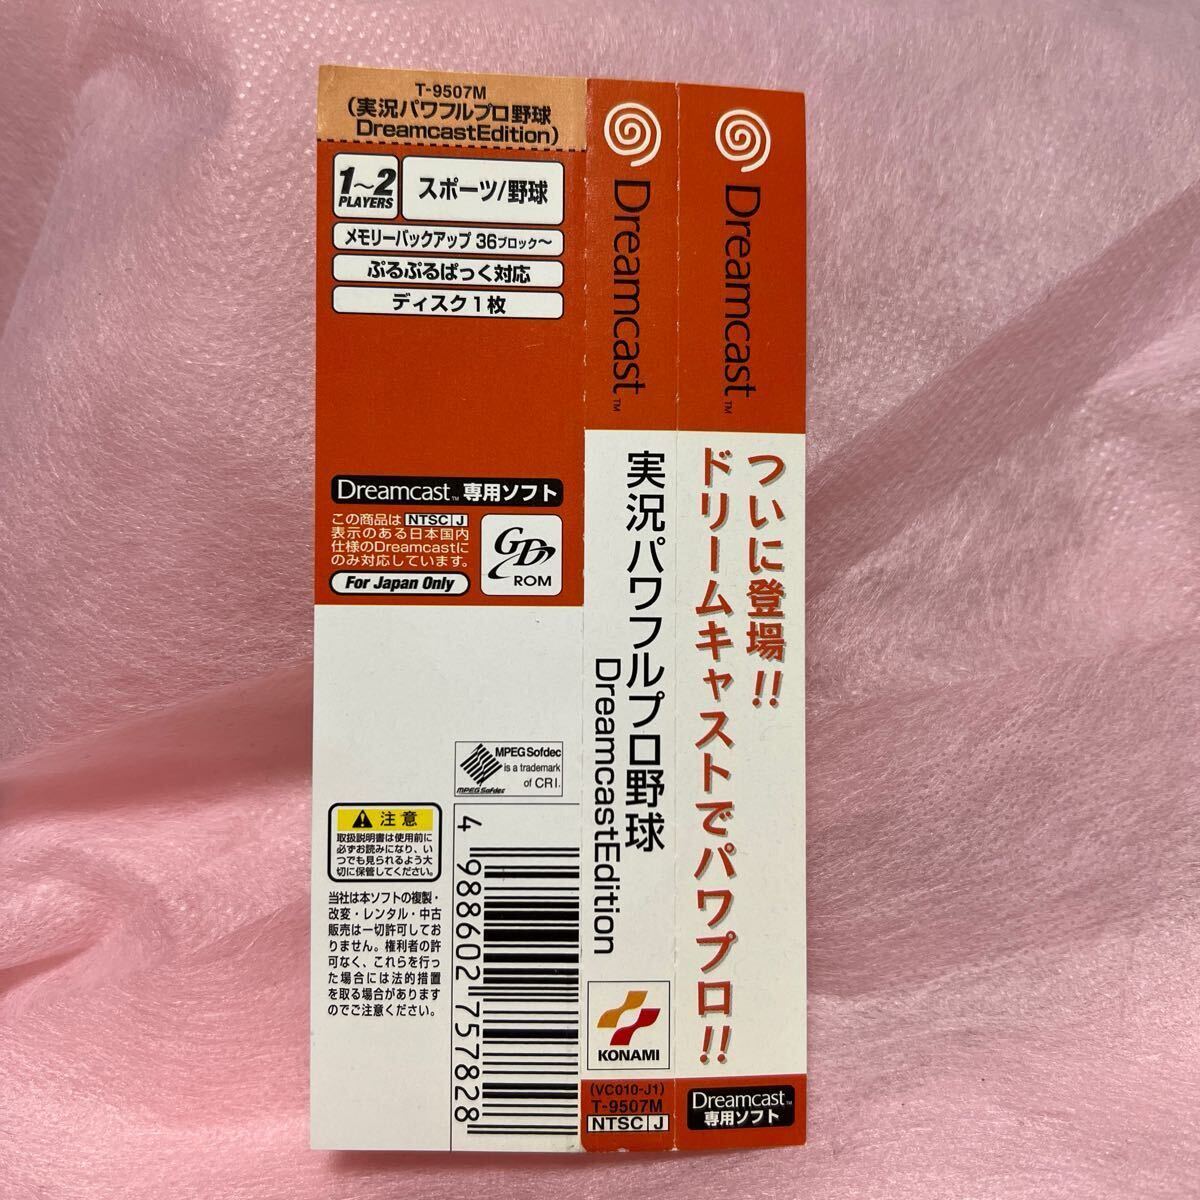 T-9507M
(実況パワフルプロ野球
DreamcastEdition)
1〜2
PLAYERS
スポーツ/野球
メモリーバックアップ 36ブロック〜
ぷるぷるぱっく対応
ディスク1枚
Dreamcast™ 専用ソフト
この商品は NTSC J
表示のある日本国内
仕様のDreamcastに
のみ対応しています。
For Japan Only
GD
ROM
MPEG Sofdec
is a trademark
of CRI.
MPEG Sofdec
注意
取扱説明書は使用前に
必ずお読みになり、い
つでも見られるよう大
切に保管してください。
当社は本ソフトの複製・
改変・レンタル・中古
販売は一切許可してお
りません。権利者の許
可なく、これらを行っ
た場合には法的措置
を取る場合があります
のでご注意ください。
4 988602 757828
Dreamcast™
実況パワフルプロ野球
DreamcastEdition
KONAMI
(VC010-J1)
T-9507M
NTSC J
Dreamcast™
ついに登場!!
ドリームキャストでパワプロ!!
Dreamcast™
専用ソフト